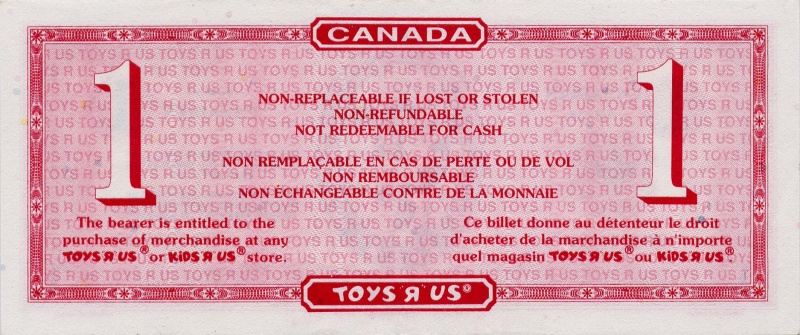 CANADA
1 1
NON-REPLACEABLE IF LOST OR STOLEN
NON-REFUNDABLE
NOT REDEEMABLE FOR CASH
NON REMPLAÇABLE EN CAS DE PERTE OU DE VOL
NON REMBOURSABLE
NON ÉCHANGEABLE CONTRE DE LA MONNAIE
The bearer is entitled to the
purchase of merchandise at any
TOYS "R" US® or KIDS "R" US® store.
Ce billet donne au détenteur le droit
d'acheter de la marchandise à n'importe
quel magasin TOYS "R" US® ou KIDS "R" US®.
TOYS "R" US©